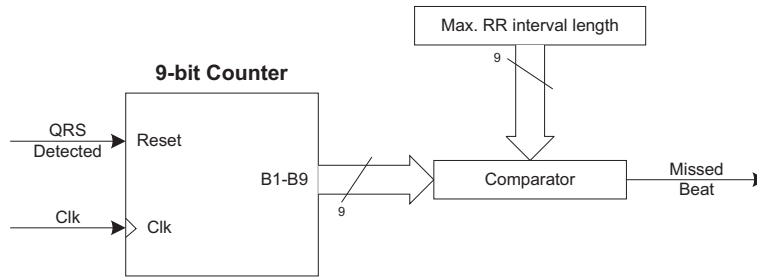 Max. RR interval length
9
9-bit Counter
QRS
Detected
Reset
B1-B9
9
Comparator
Missed
Beat
Clk
Clk